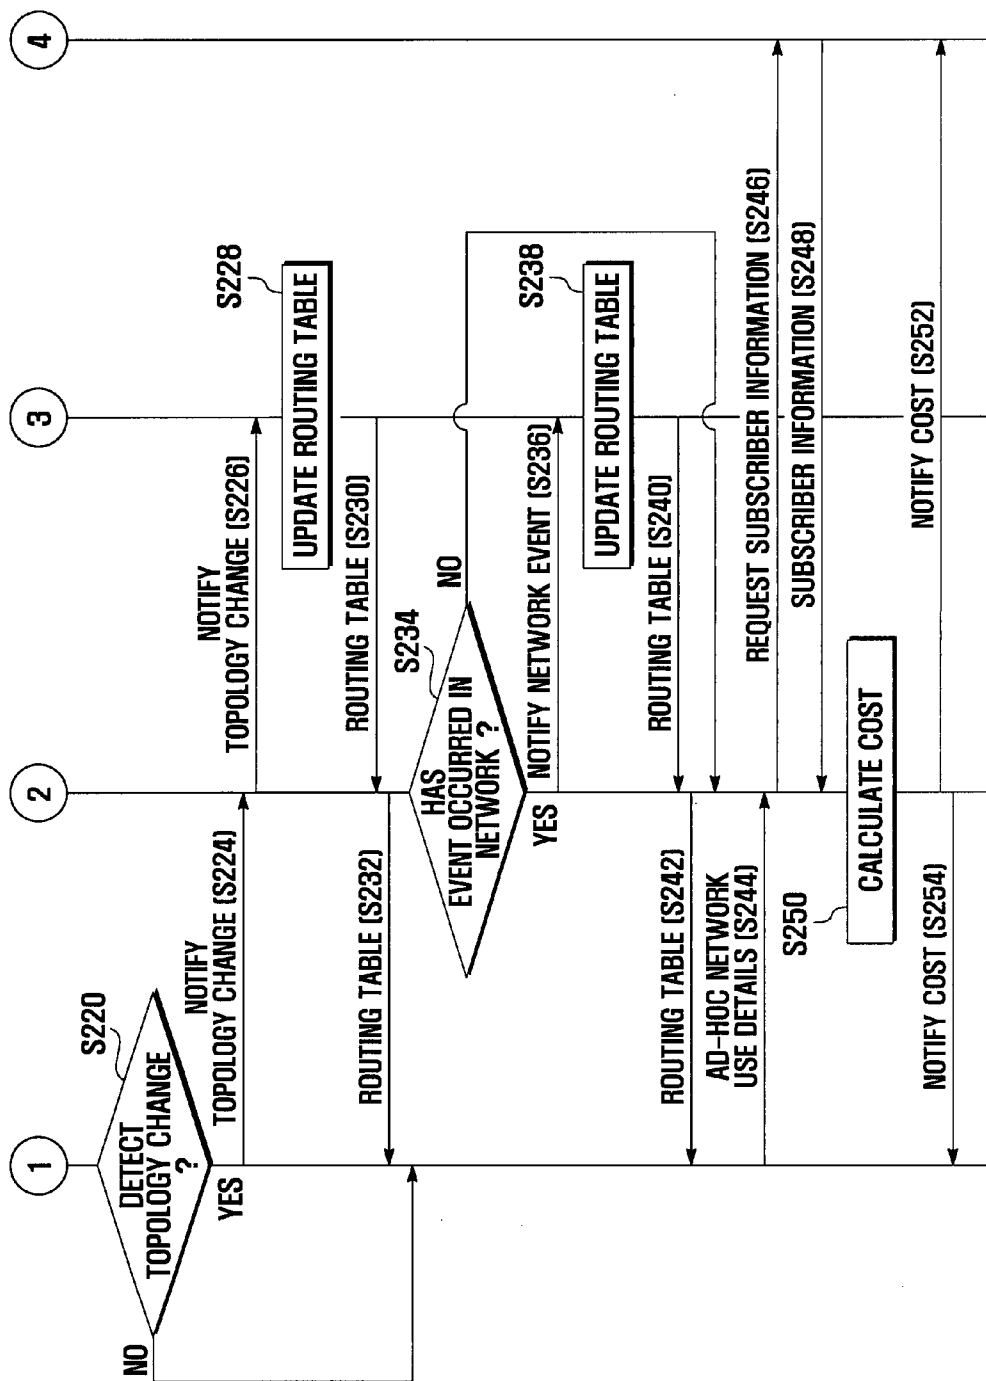 1
2
3
4
DETECT
TOPOLOGY CHANGE
?
S220
NO
YES
NOTIFY
TOPOLOGY CHANGE (S224)
NOTIFY
TOPOLOGY CHANGE (S226)
S228
UPDATE ROUTING TABLE
ROUTING TABLE (S230)
ROUTING TABLE (S232)
HAS
EVENT OCCURRED IN
NETWORK ?
S234
NO
YES
NOTIFY NETWORK EVENT (S236)
S238
UPDATE ROUTING TABLE
ROUTING TABLE (S240)
ROUTING TABLE (S242)
AD-HOC NETWORK
USE DETAILS (S244)
REQUEST SUBSCRIBER INFORMATION (S246)
SUBSCRIBER INFORMATION (S248)
S250
CALCULATE COST
NOTIFY COST (S252)
NOTIFY COST (S254)